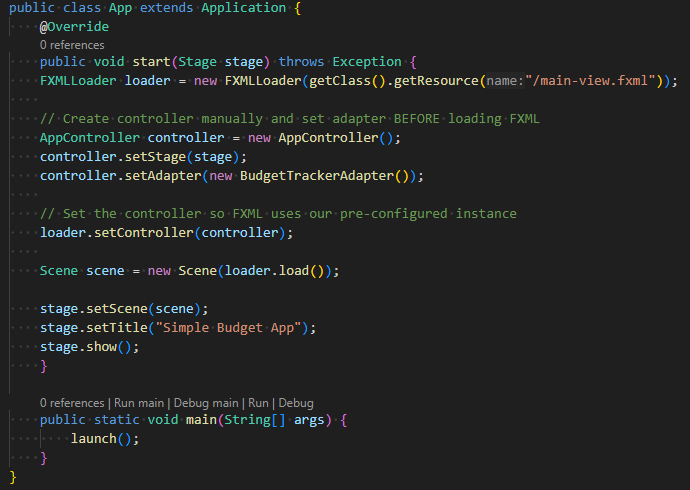 public class App extends Application {
@Override
0 references
public void start(Stage stage) throws Exception {
FXMLLoader loader = new FXMLLoader(getClass().getResource(name:"/main-view.fxml"));
// Create controller manually and set adapter BEFORE loading FXML
AppController controller = new AppController();
controller.setStage(stage);
controller.setAdapter(new BudgetTrackerAdapter());
// Set the controller so FXML uses our pre-configured instance
loader.setController(controller);
Scene scene = new Scene(loader.load());
stage.setScene(scene);
stage.setTitle("Simple Budget App");
stage.show();
}
0 references | Run main | Debug main | Run | Debug
public static void main(String[] args) {
launch();
}
}